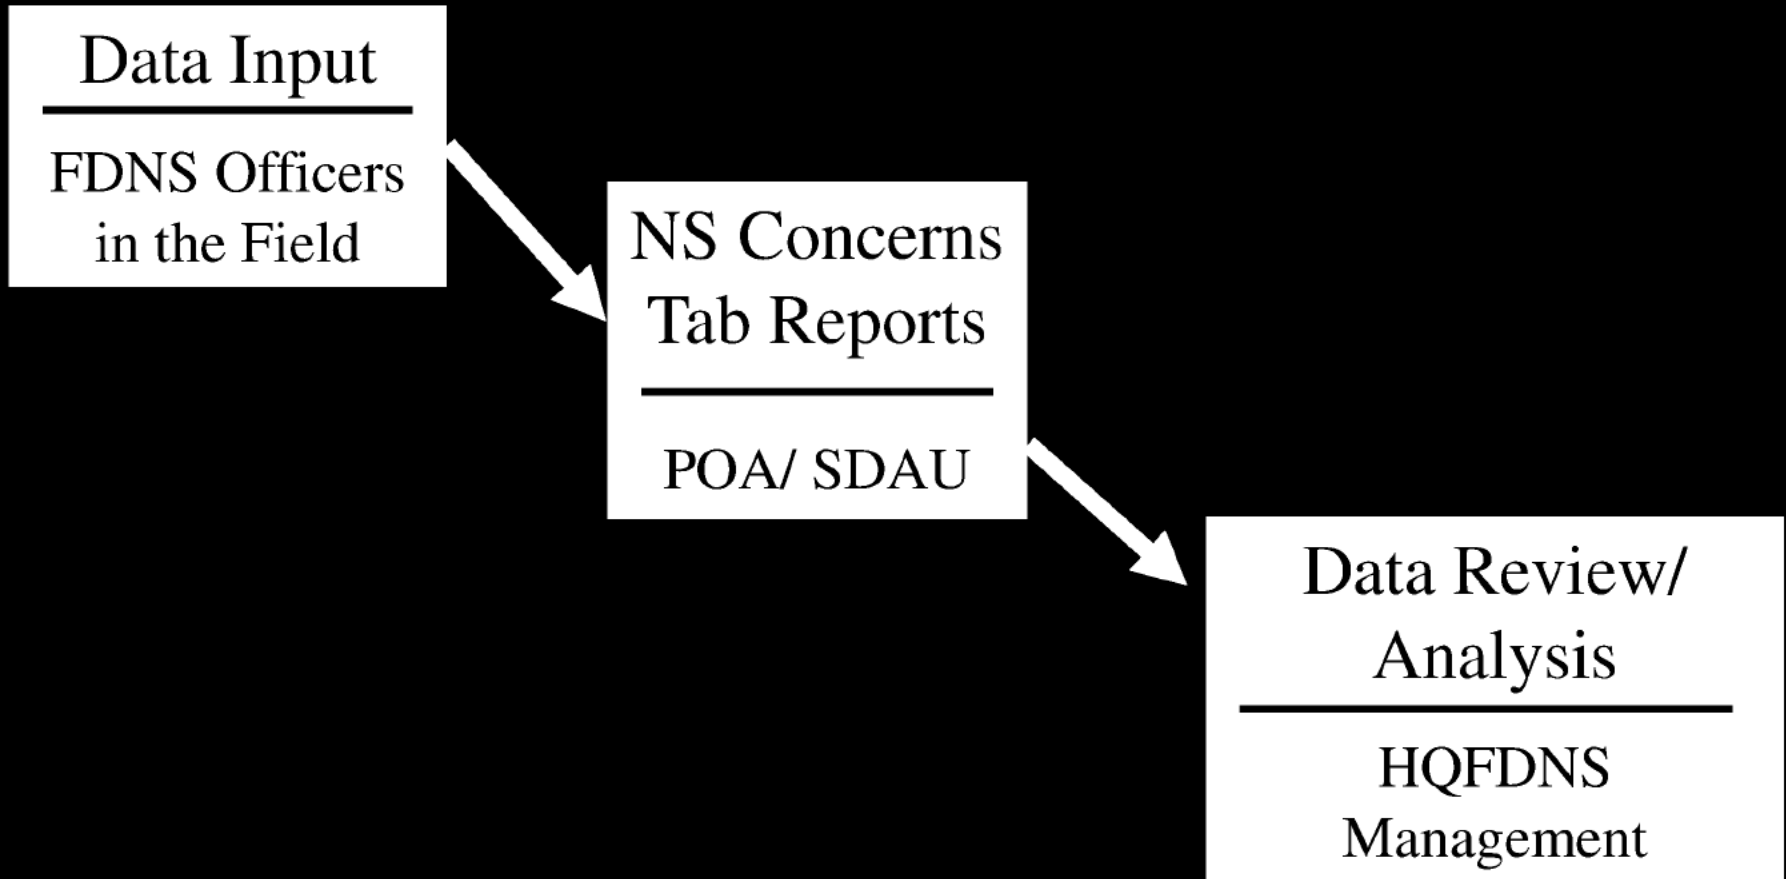 Data Input
FDNS Officers
in the Field
NS Concerns
Tab Reports
POA/ SDAU
Data Review/
Analysis
HQFDNS
Management